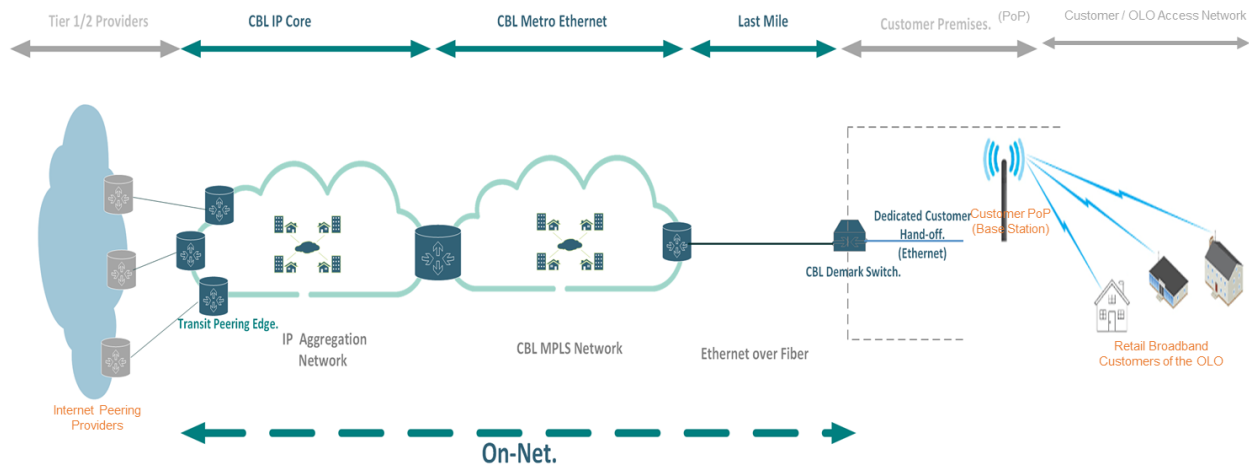 Tier 1/2 Providers
CBL IP Core
CBL Metro Ethernet
Last Mile
Customer Premises.
(PoP)
Customer / OLO Access Network
Dedicated Customer
Hand-off.
(Ethernet)
Customer PoP
(Base Station)
CBL Demark Switch.
Transit Peering Edge.
IP Aggregation
Network
CBL MPLS Network
Ethernet over Fiber
Retail Broadband
Customers of the OLO
Internet Peering
Providers
On-Net.